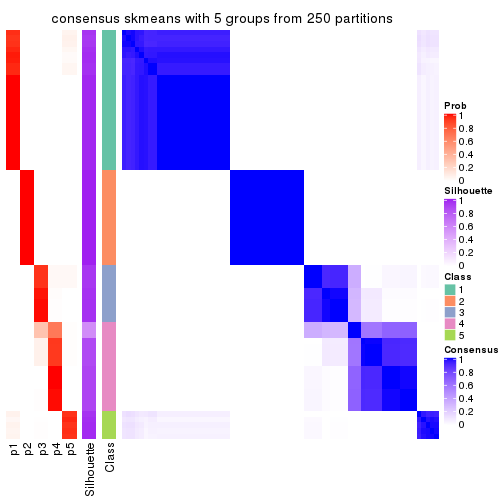 consensus skmeans with 5 groups from 250 partitions
Prob
1
0.8
0.6
0.4
0.2
0
Silhouette
1
0.8
0.6
0.4
0.2
0
Class
1
2
3
4
5
Consensus
1
0.8
0.6
0.4
0.2
0
p1
p2
p3
p4
p5
Silhouette
Class